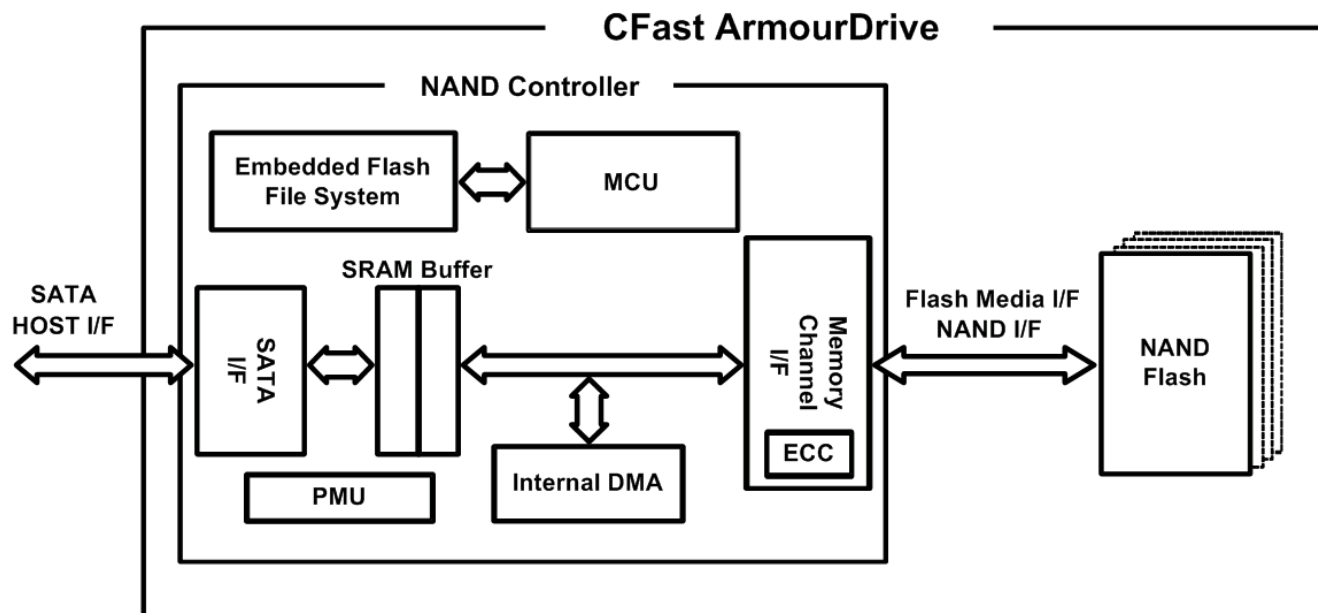 CFast ArmourDrive
NAND Controller
Embedded Flash
File System
MCU
SRAM Buffer
SATA
HOST I/F
SATA
I/F
Memory
Channel
I/F
ECC
Flash Media I/F
NAND I/F
NAND
Flash
Internal DMA
PMU